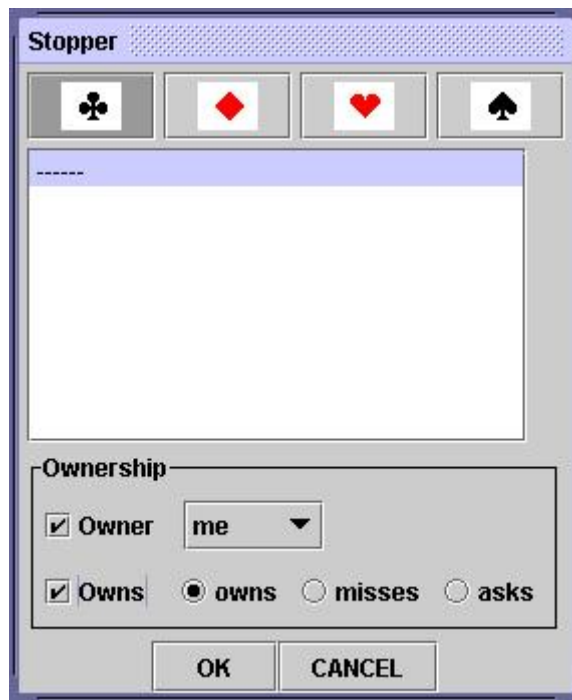 Stopper
------
Ownership
Owner me
Owns owns misses asks
OK CANCEL